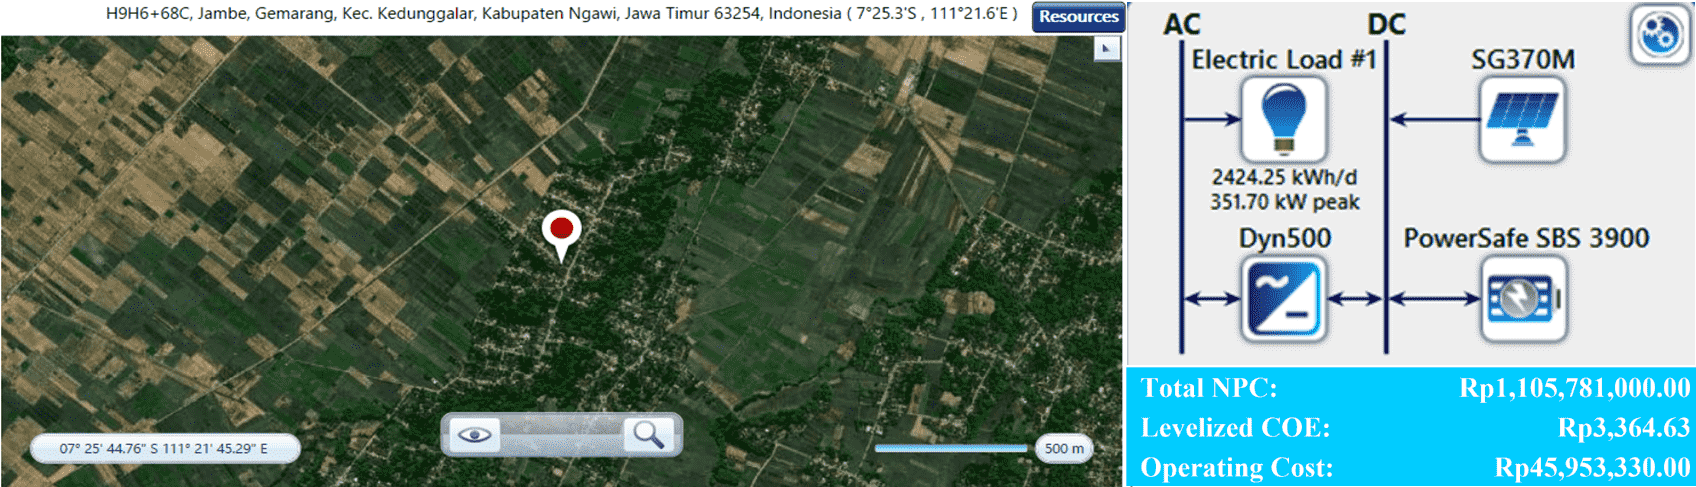 H9H6+68C, Jambe, Gemarang, Kec. Kedunggalar, Kabupaten Ngawi, Jawa Timur 63254, Indonesia ( 7°25.3'S , 111°21.6'E )
Resources
07° 25' 44.76" S 111° 21' 45.29" E
500 m
AC DC
Electric Load #1 SG370M
2424.25 kWh/d
351.70 kW peak
Dyn500 PowerSafe SBS 3900
Total NPC: Rp1,105,781,000.00
Levelized COE: Rp3,364.63
Operating Cost: Rp45,953,330.00